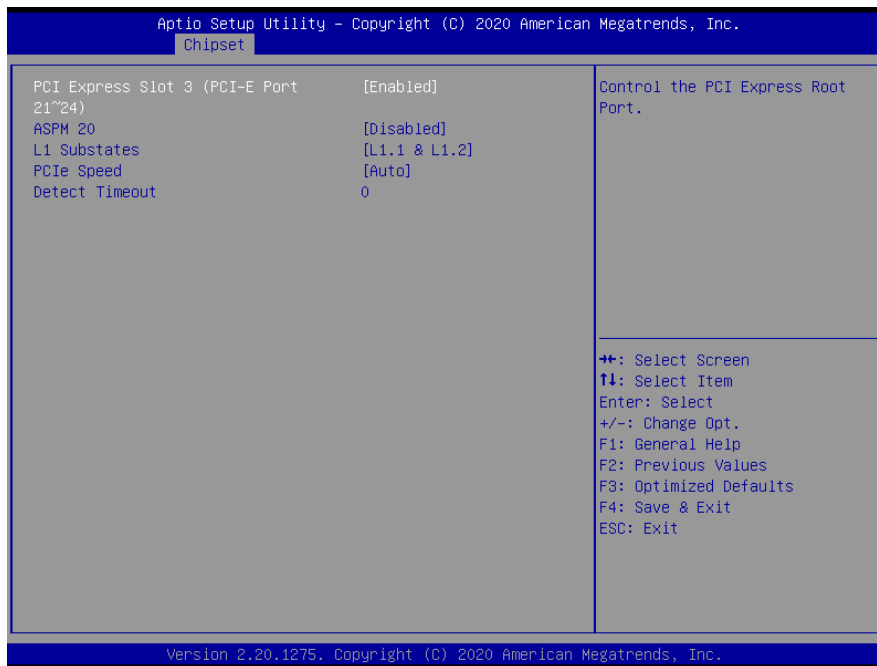 Aptio Setup Utility – Copyright (C) 2020 American Megatrends, Inc.
Chipset
PCI Express Slot 3 (PCI-E Port 21~24) [Enabled]
ASPM 20 [Disabled]
L1 Substates [L1.1 & L1.2]
PCIe Speed [Auto]
Detect Timeout 0
Control the PCI Express Root
Port.
→←: Select Screen
↑↓: Select Item
Enter: Select
+/-: Change Opt.
F1: General Help
F2: Previous Values
F3: Optimized Defaults
F4: Save & Exit
ESC: Exit
Version 2.20.1275. Copyright (C) 2020 American Megatrends, Inc.